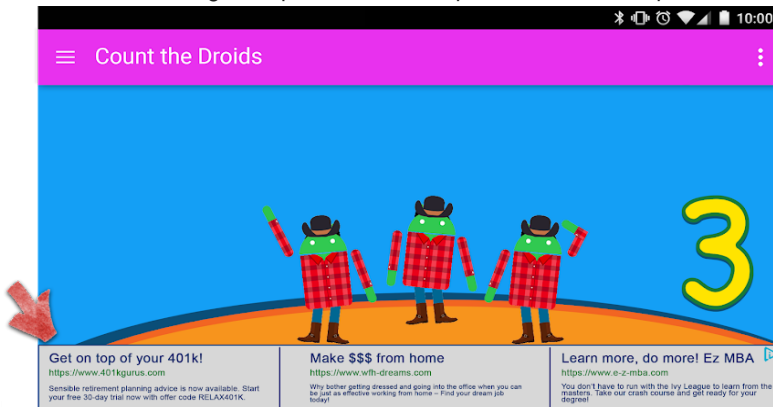 10:00
Count the Droids
3
Get on top of your 401k!
https://www.401kgurus.com
Sensible retirement planning advice is now available. Start
your free 30-day trial now with offer code RELAX401K.
Make $$$ from home
https://www.wfh-dreams.com
Why bother getting dressed and going into the office when you can
be just as effective working from home – Find your dream job
today!
Learn more, do more! Ez MBA
https://www.e-z-mba.com
You don't have to run with the Ivy League to learn from the
masters. Take our crash course and get ready for your
degree!